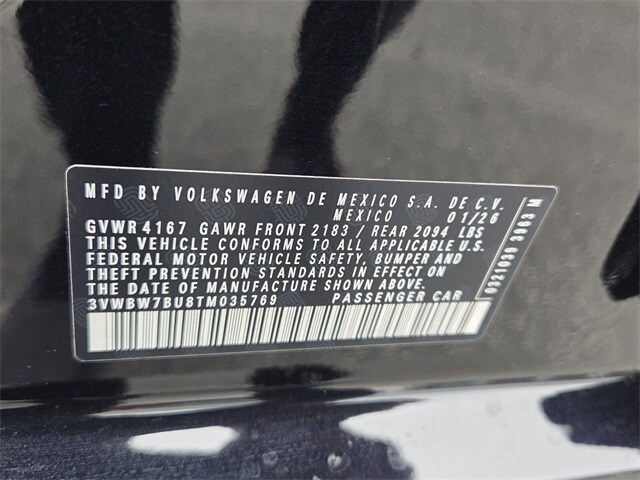 MFD BY VOLKSWAGEN DE MEXICO S.A. DE C.V.
MEXICO 01/26
GVWR 4167 GAWR FRONT 2183 / REAR 2094 LBS
THIS VEHICLE CONFORMS TO ALL APPLICABLE U.S.
FEDERAL MOTOR VEHICLE SAFETY, BUMPER AND
THEFT PREVENTION STANDARDS IN EFFECT ON
THE DATE OF MANUFACTURE SHOWN ABOVE.
3VWBW7BU8TM035769 PASSENGER CAR
0321039 3963 M